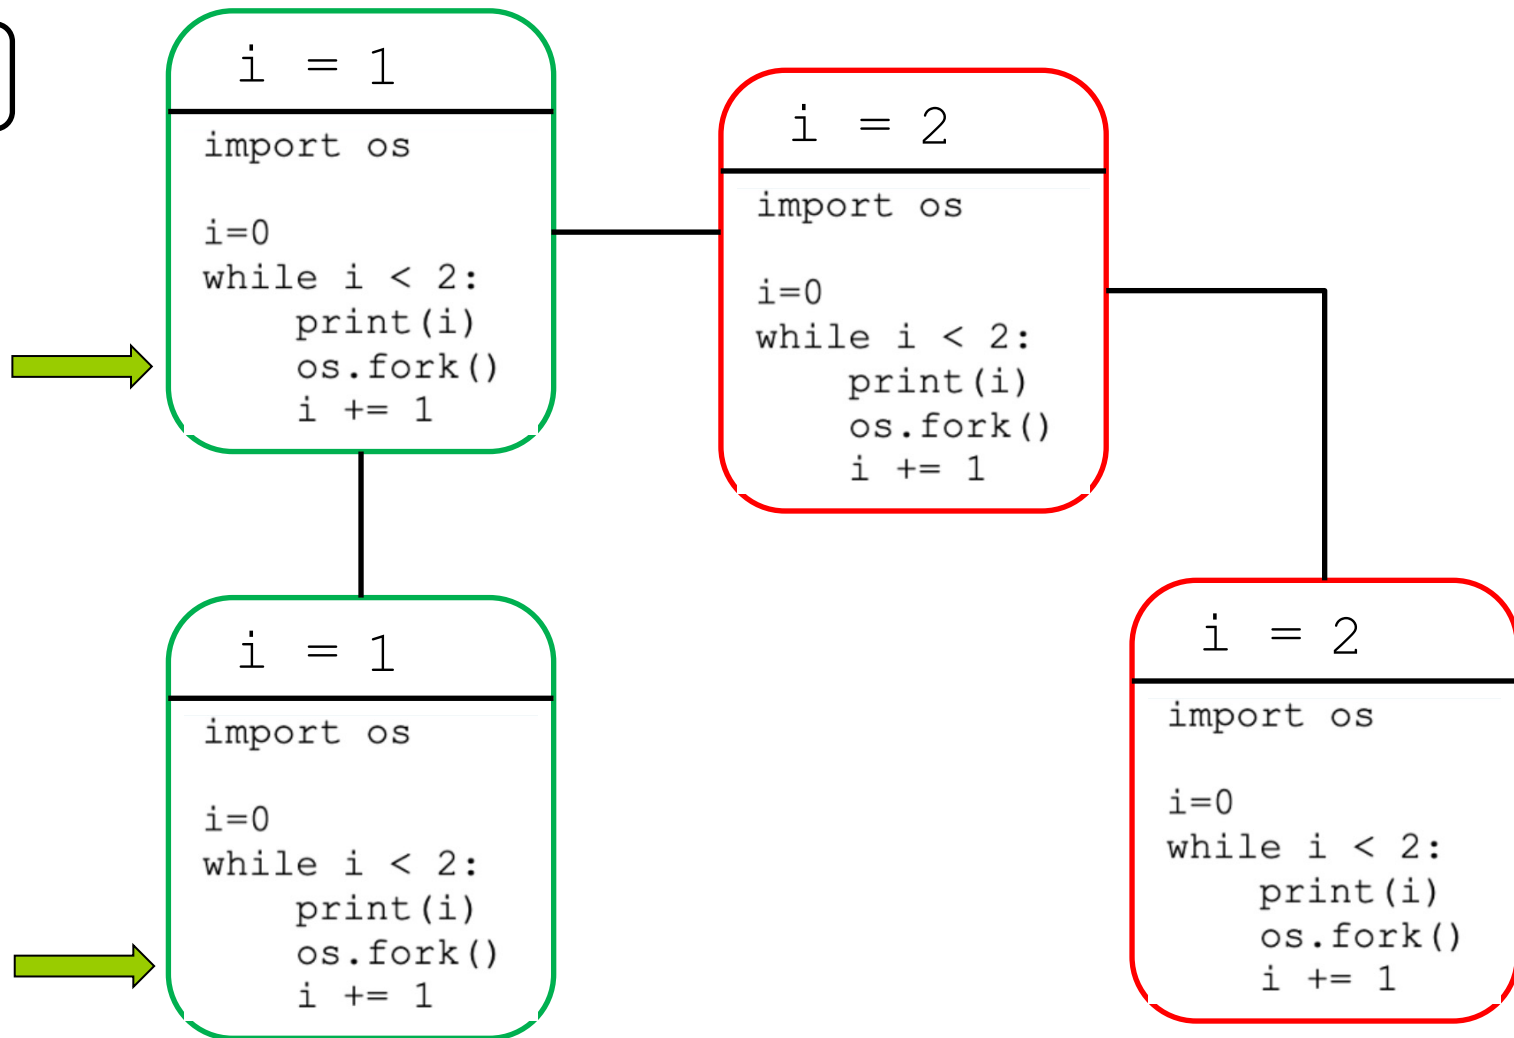 i = 1
import os
i=0
while i < 2:
print(i)
os.fork()
i += 1
i = 2
import os
i=0
while i < 2:
print(i)
os.fork()
i += 1
i = 1
import os
i=0
while i < 2:
print(i)
os.fork()
i += 1
i = 2
import os
i=0
while i < 2:
print(i)
os.fork()
i += 1